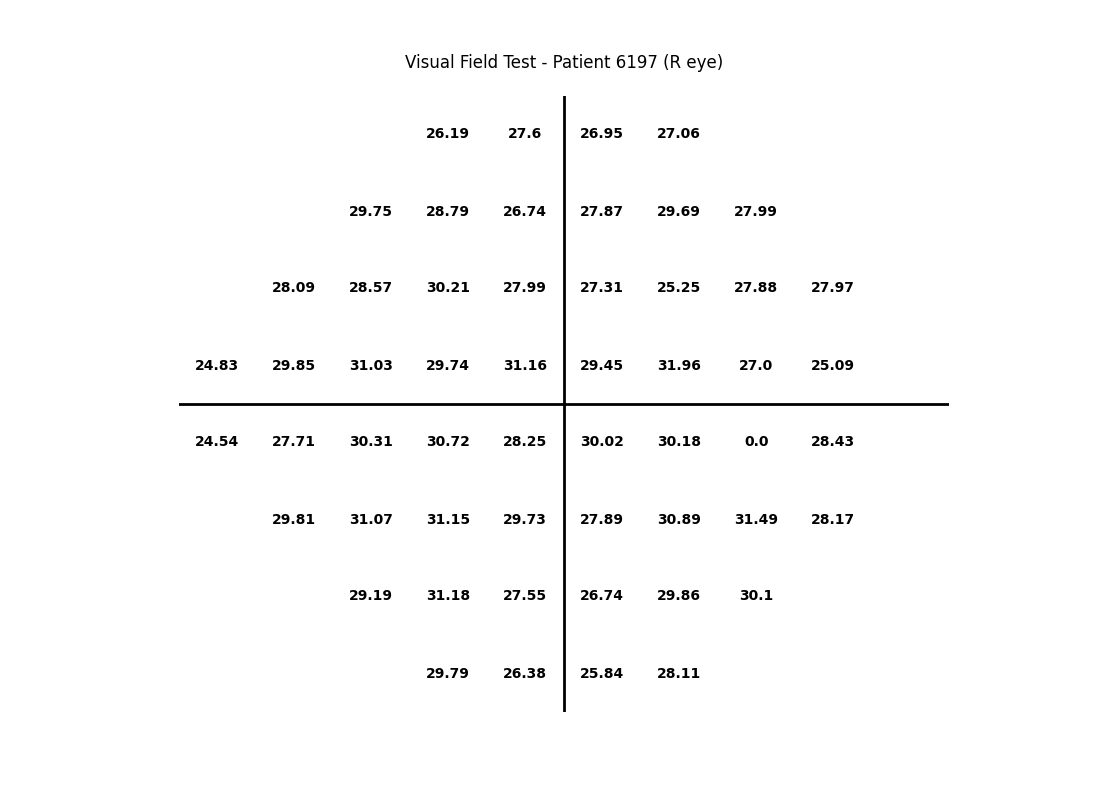 Visual Field Test - Patient 6197 (R eye)
26.19 27.6 26.95 27.06
29.75 28.79 26.74 27.87 29.69 27.99
28.09 28.57 30.21 27.99 27.31 25.25 27.88 27.97
24.83 29.85 31.03 29.74 31.16 29.45 31.96 27.0 25.09
24.54 27.71 30.31 30.72 28.25 30.02 30.18 0.0 28.43
29.81 31.07 31.15 29.73 27.89 30.89 31.49 28.17
29.19 31.18 27.55 26.74 29.86 30.1
29.79 26.38 25.84 28.11